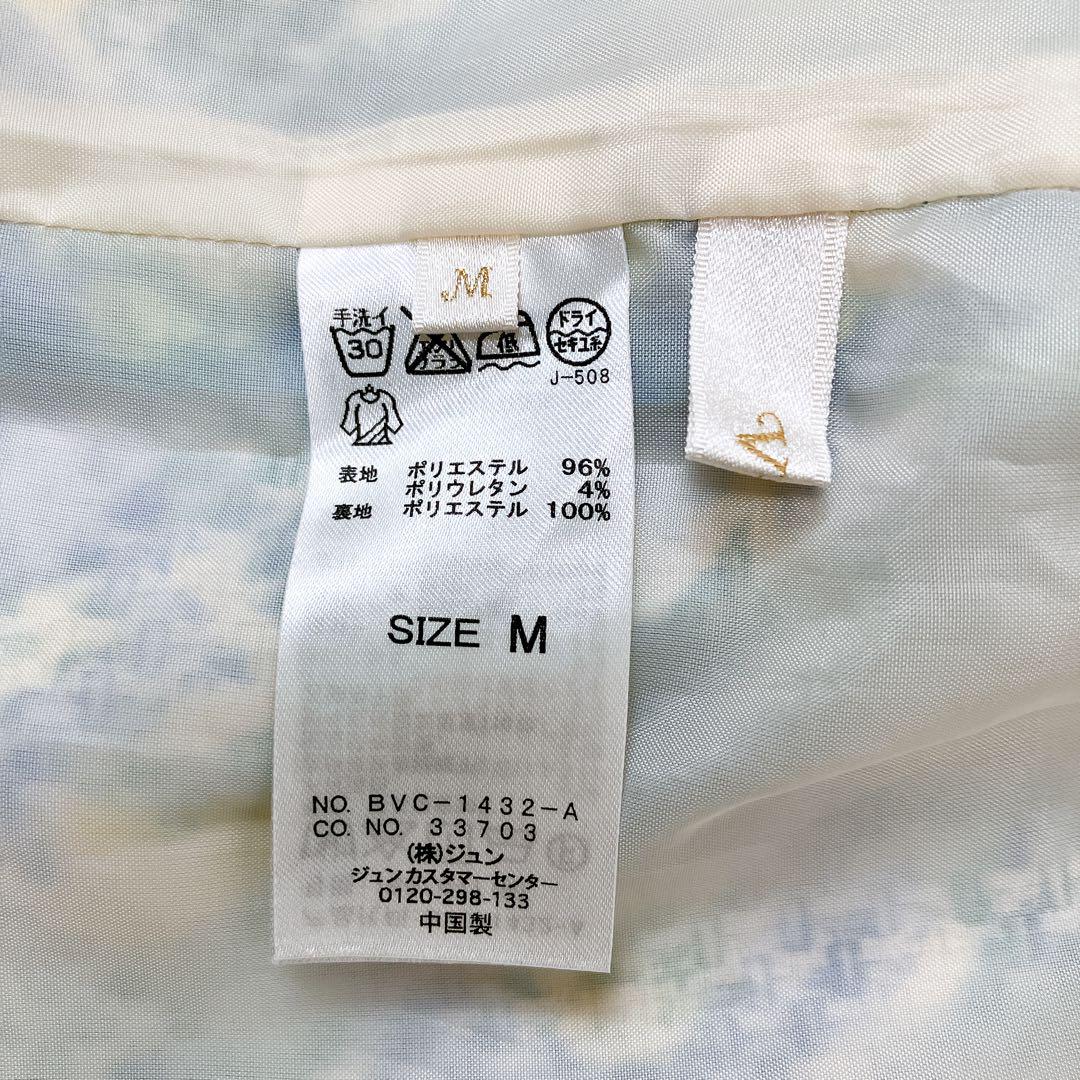 M
手洗イ
30
低
ドライ
セキユ系
J-508
表地 ポリエステル 96%
ポリウレタン 4%
裏地 ポリエステル 100%
SIZE M
NO. BVC-1432-A
CO. NO. 33703
(株)ジュン
ジュンカスタマーセンター
0120-298-133
中国製